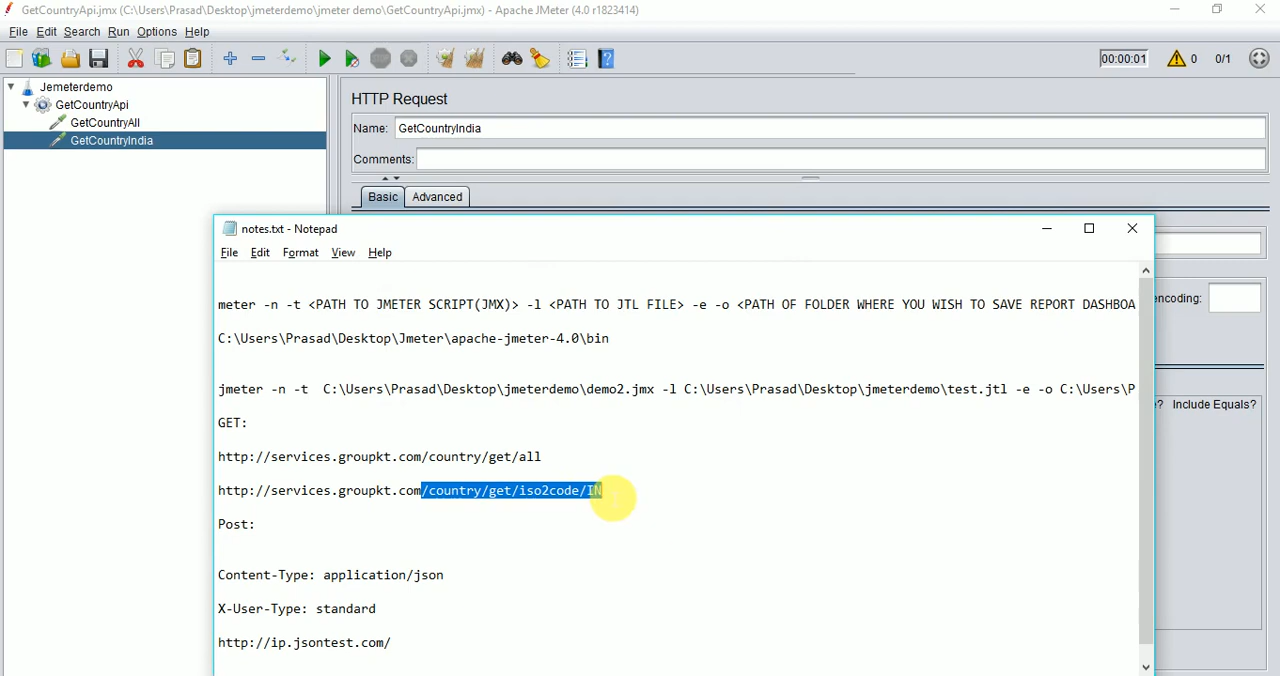 GetCountryApi.jmx (C:\Users\Prasad\Desktop\jmeterdemo\jmeter demo\GetCountryApi.jmx) - Apache JMeter (4.0 r1823414)
File Edit Search Run Options Help
00:00:01 0 0/1
Jemeterdemo
GetCountryApi
GetCountryAll
GetCountryIndia
HTTP Request
Name: GetCountryIndia
Comments:
Basic Advanced
notes.txt - Notepad
File Edit Format View Help
meter -n -t <PATH TO JMETER SCRIPT(JMX)> -l <PATH TO JTL FILE> -e -o <PATH OF FOLDER WHERE YOU WISH TO SAVE REPORT DASHBOA
C:\Users\Prasad\Desktop\Jmeter\apache-jmeter-4.0\bin
jmeter -n -t  C:\Users\Prasad\Desktop\jmeterdemo\demo2.jmx -l C:\Users\Prasad\Desktop\jmeterdemo\test.jtl -e -o C:\Users\P
GET:
http://services.groupkt.com/country/get/all
http://services.groupkt.com/country/get/iso2code/IN
Post:
Content-Type: application/json
X-User-Type: standard
http://ip.jsontest.com/
encoding:
? Include Equals?